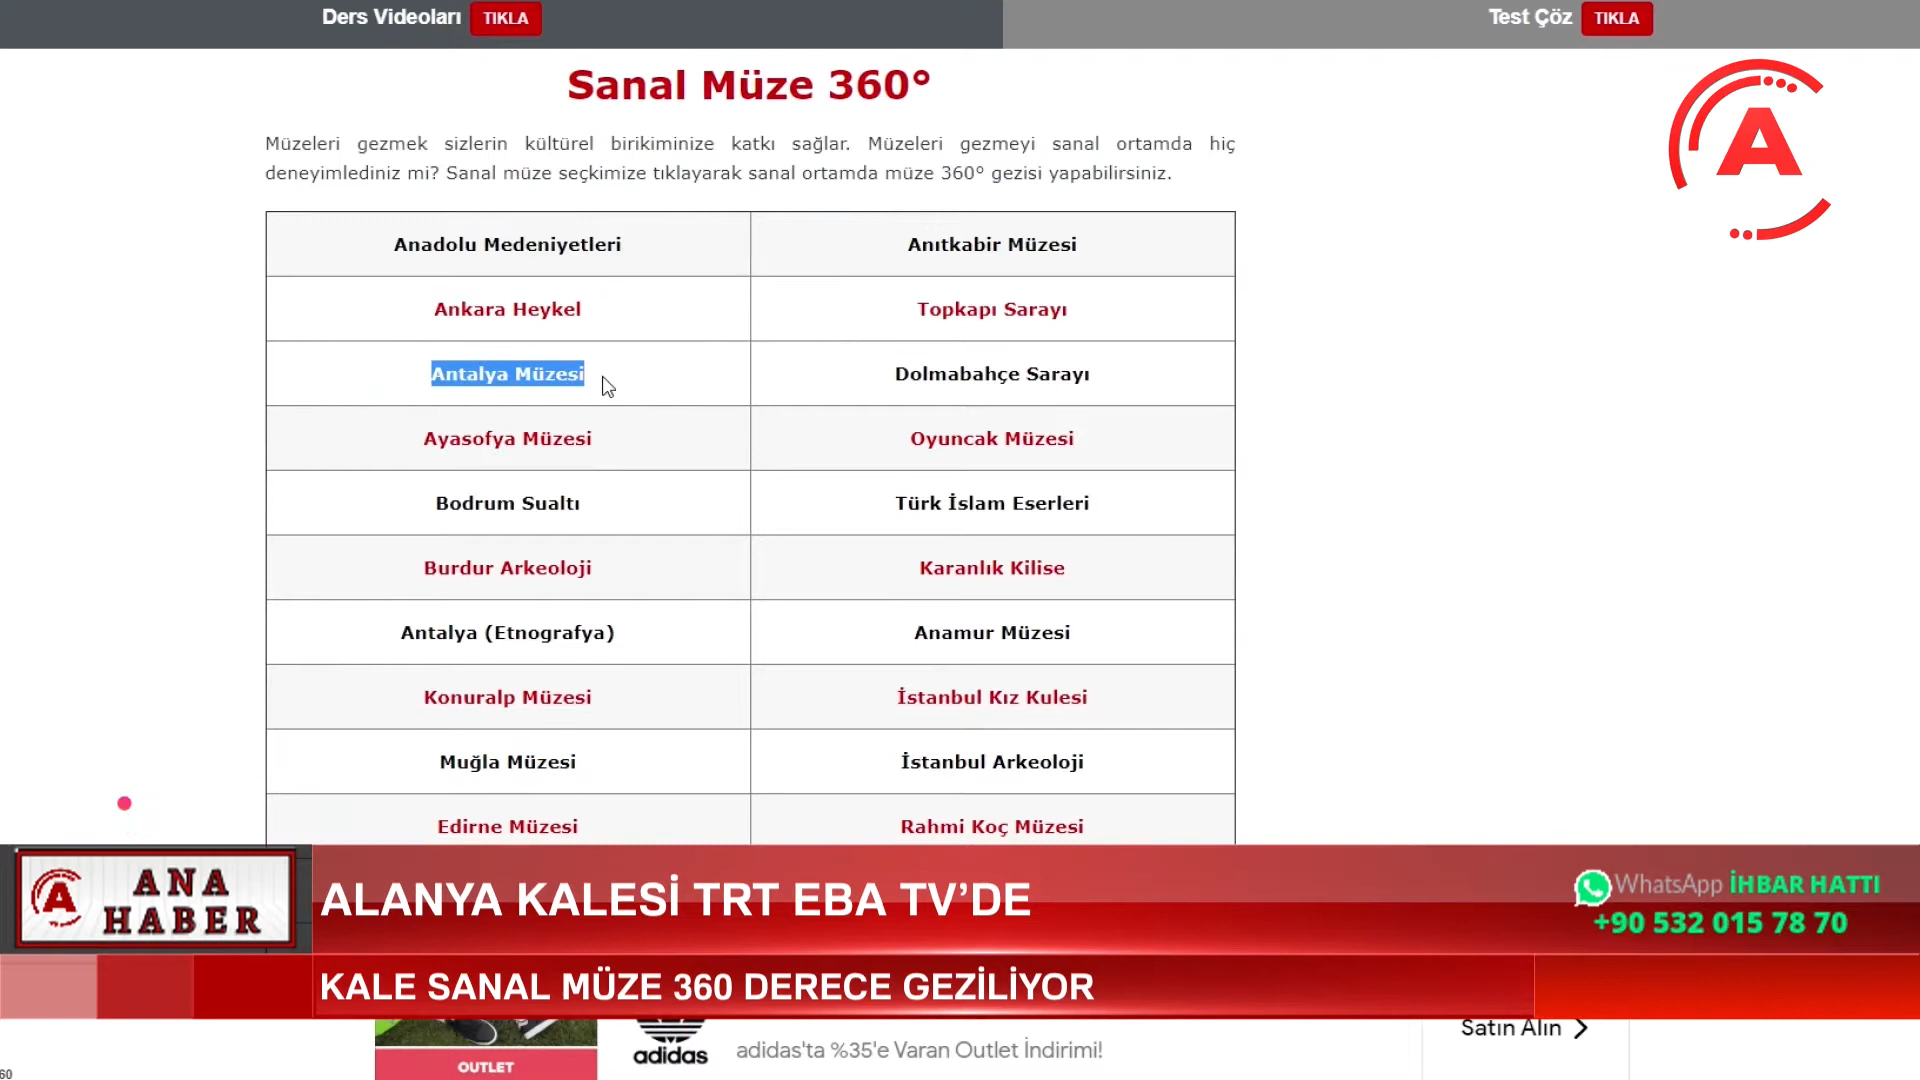 Ders Videoları TIKLA
Test Çöz TIKLA
Sanal Müze 360°
Müzeleri gezmek sizlerin kültürel birikiminize katkı sağlar. Müzeleri gezmeyi sanal ortamda hiç
deneyimlediniz mi? Sanal müze seçkimize tıklayarak sanal ortamda müze 360° gezisi yapabilirsiniz.
A
Anadolu Medeniyetleri
Anıtkabir Müzesi
Ankara Heykel
Topkapı Sarayı
Antalya Müzesi
Dolmabahçe Sarayı
Ayasofya Müzesi
Oyuncak Müzesi
Bodrum Sualtı
Türk İslam Eserleri
Burdur Arkeoloji
Karanlık Kilise
Antalya (Etnografya)
Anamur Müzesi
Konuralp Müzesi
İstanbul Kız Kulesi
Muğla Müzesi
İstanbul Arkeoloji
Edirne Müzesi
Rahmi Koç Müzesi
A ANA
HABER
ALANYA KALESİ TRT EBA TV’DE
WhatsApp İHBAR HATTI
+90 532 015 78 70
KALE SANAL MÜZE 360 DERECE GEZİLİYOR
Satın Alın
adidas
adidas'ta %35'e Varan Outlet İndirimi!
OUTLET
60